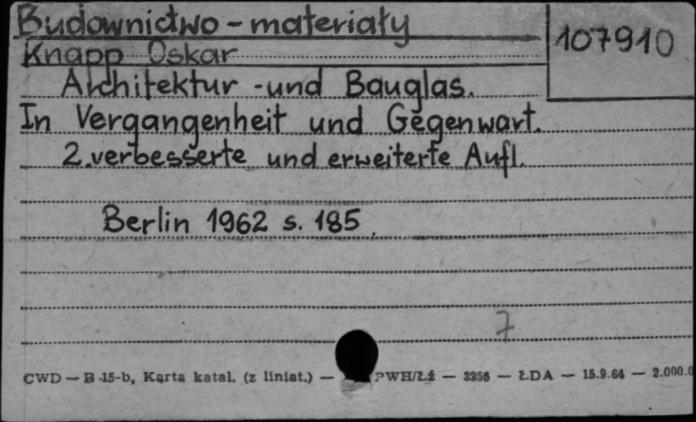 Budownictwo - materiały
107910
Knapp Oskar
Architektur - und Bauglas.
In Vergangenheit und Gegenwart.
2. verbesserte und erweiterte Aufl.
Berlin 1962 s. 185.
7
CWD — B-15-b, Karta katal. (z liniat.) — PWH/Łź — 3256 — ŁDA — 15.9.64 — 2.000.0